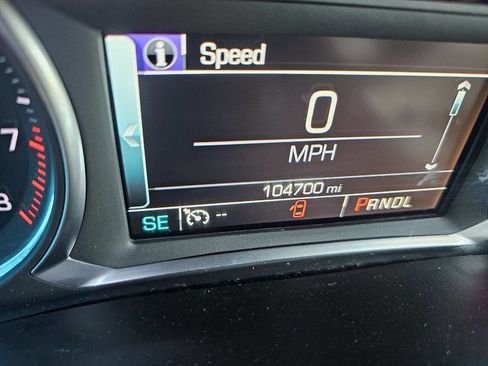 i Speed
0
MPH
104700 mi
SE -- PRNDL
7
8